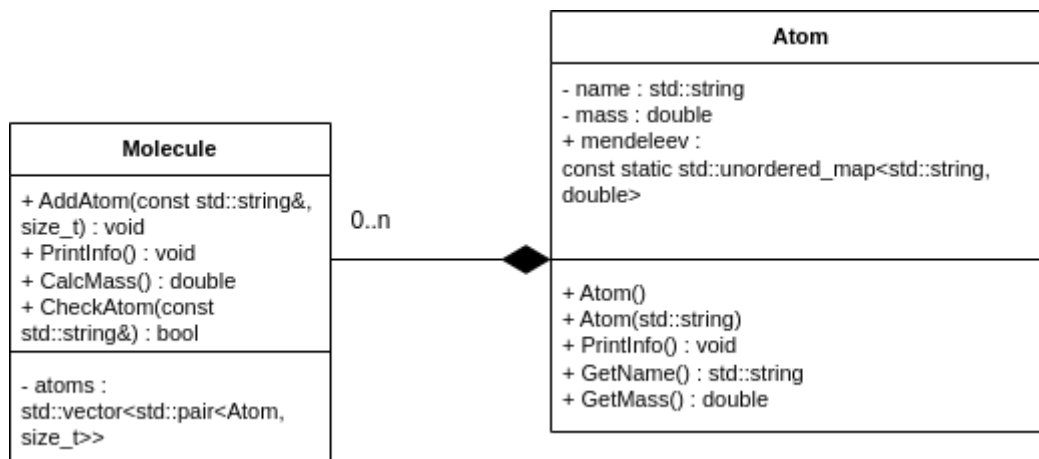 Molecule
+ AddAtom(const std::string&,
size_t) : void
+ PrintInfo() : void
+ CalcMass() : double
+ CheckAtom(const
std::string&) : bool
- atoms :
std::vector<std::pair<Atom,
size_t>>
0..n
Atom
- name : std::string
- mass : double
+ mendeleev :
const static std::unordered_map<std::string,
double>
+ Atom()
+ Atom(std::string)
+ PrintInfo() : void
+ GetName() : std::string
+ GetMass() : double